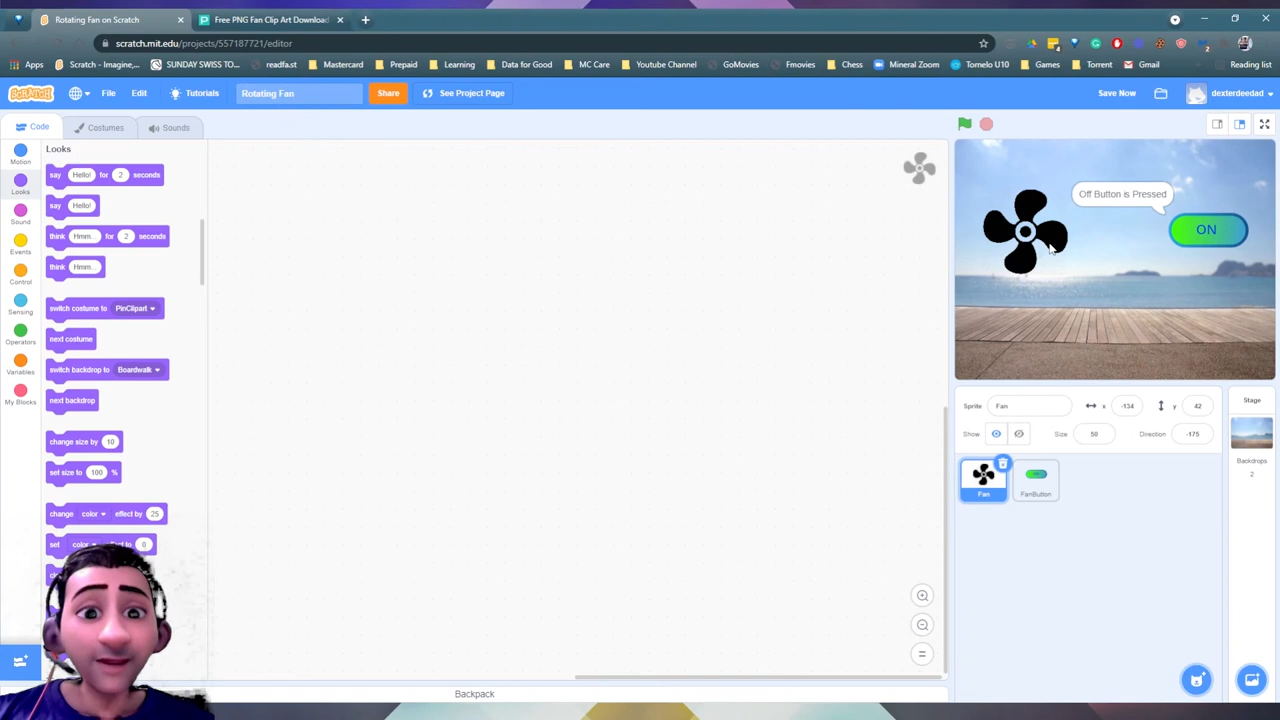 Rotating Fan on Scratch
Free PNG Fan Clip Art Download
scratch.mit.edu/projects/557187721/editor
Apps
Scratch - Imagine,...
SUNDAY SWISS TO...
readfa.st
Mastercard
Prepaid
Learning
Data for Good
MC Care
Youtube Channel
GoMovies
Fmovies
Chess
Mineral Zoom
Tornelo U10
Games
Torrent
Gmail
Reading list
SCRATCH
File
Edit
Tutorials
Rotating Fan
Share
See Project Page
Save Now
dexterdeedad
Code
Costumes
Sounds
Motion
Looks
Sound
Events
Control
Sensing
Operators
Variables
My Blocks
Looks
say Hello! for 2 seconds
say Hello!
think Hmm... for 2 seconds
think Hmm...
switch costume to PinClipart
next costume
switch backdrop to Boardwalk
next backdrop
change size by 10
set size to 100 %
change color effect by 25
set color to 0
Backpack
Off Button is Pressed
ON
Sprite Fan x -134 y 42
Show Size 50 Direction -175
Fan
FanButton
Stage
Backdrops
2